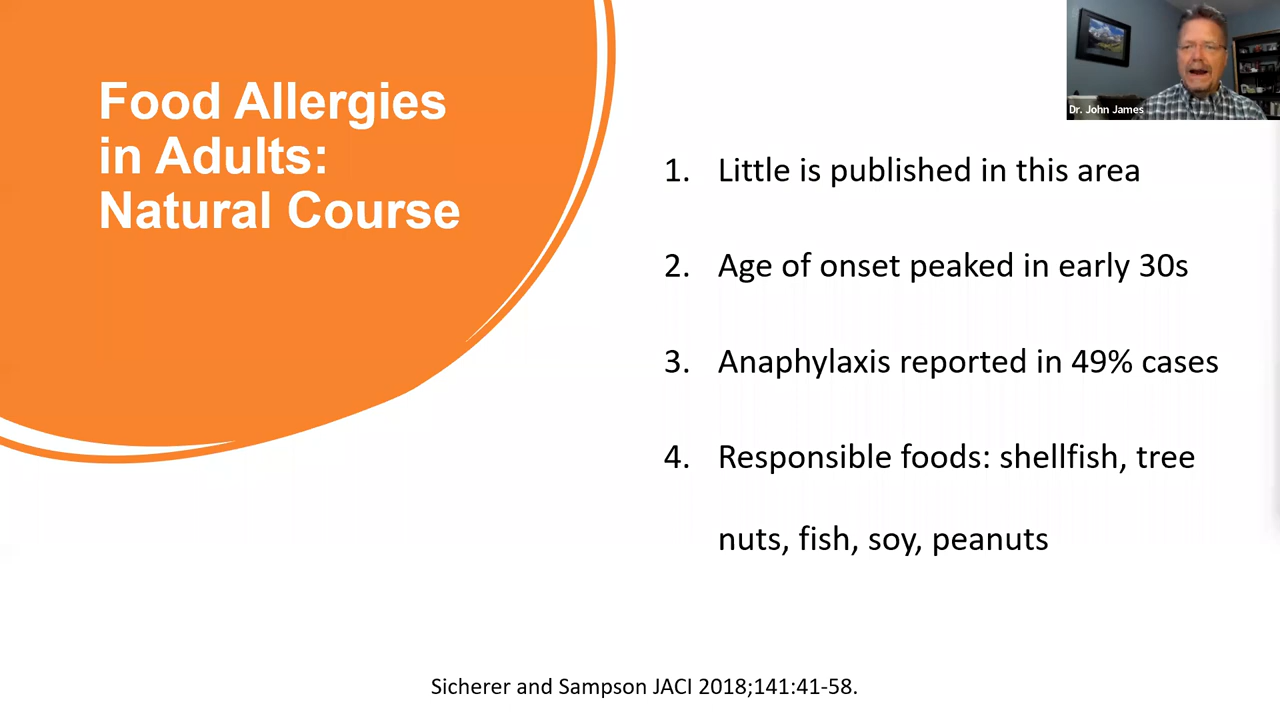 Food Allergies
in Adults:
Natural Course
Dr. John James
1. Little is published in this area
2. Age of onset peaked in early 30s
3. Anaphylaxis reported in 49% cases
4. Responsible foods: shellfish, tree
nuts, fish, soy, peanuts
Sicherer and Sampson JACI 2018;141:41-58.